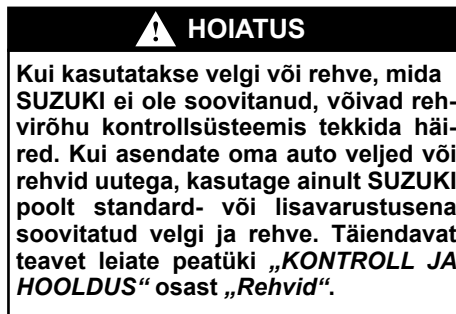 HOIATUS
Kui kasutatakse velgi või rehve, mida
SUZUKI ei ole soovitanud, võivad reh-
virõhu kontrollsüsteemis tekkida häi-
red. Kui asendate oma auto veljed või
rehvid uutega, kasutage ainult SUZUKI
poolt standard- või lisavarustusena
soovitatud velgi ja rehve. Täiendavat
teavet leiate peatüki „KONTROLL JA
HOOLDUS“ osast „Rehvid“.